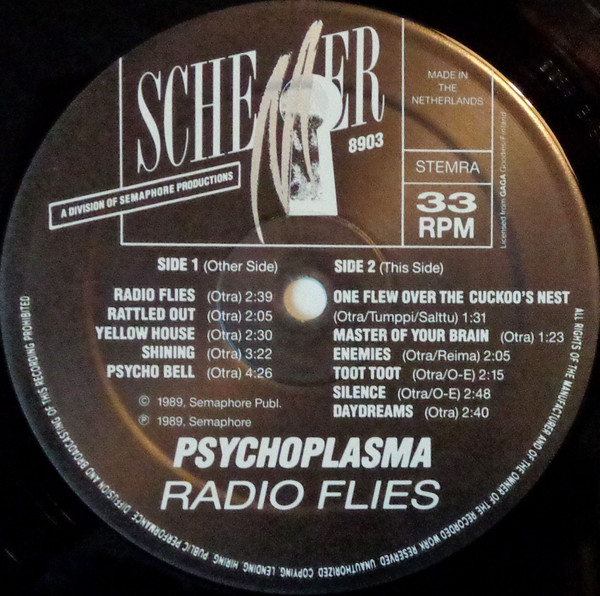 SCHEMER
8903
A DIVISION OF SEMAPHORE PRODUCTIONS
MADE IN
THE
NETHERLANDS
STEMRA
33
RPM
SIDE 1 (Other Side)
RADIO FLIES (Otra) 2:39
RATTLED OUT (Otra) 2:05
YELLOW HOUSE (Otra) 2:30
SHINING (Otra) 3:22
PSYCHO BELL (Otra) 4:26
© 1989, Semaphore Publ.
℗ 1989, Semaphore
SIDE 2 (This Side)
ONE FLEW OVER THE CUCKOO'S NEST
(Otra/Tumppi/Salttu) 1:31
MASTER OF YOUR BRAIN (Otra) 1:23
ENEMIES (Otra/Reima) 2:05
TOOT TOOT (Otra/O-E) 2:15
SILENCE (Otra/O-E) 2:48
DAYDREAMS (Otra) 2:40
PSYCHOPLASMA
RADIO FLIES
ALL RIGHTS OF THE MANUFACTURER AND OF THE OWNER OF THE RECORDED WORK RESERVED. UNAUTHORIZED COPYING, LENDING, HIRING, PUBLIC PERFORMANCE, DIFFUSION AND BROADCASTING OF THIS RECORDING PROHIBITED
Licensed from GAGA